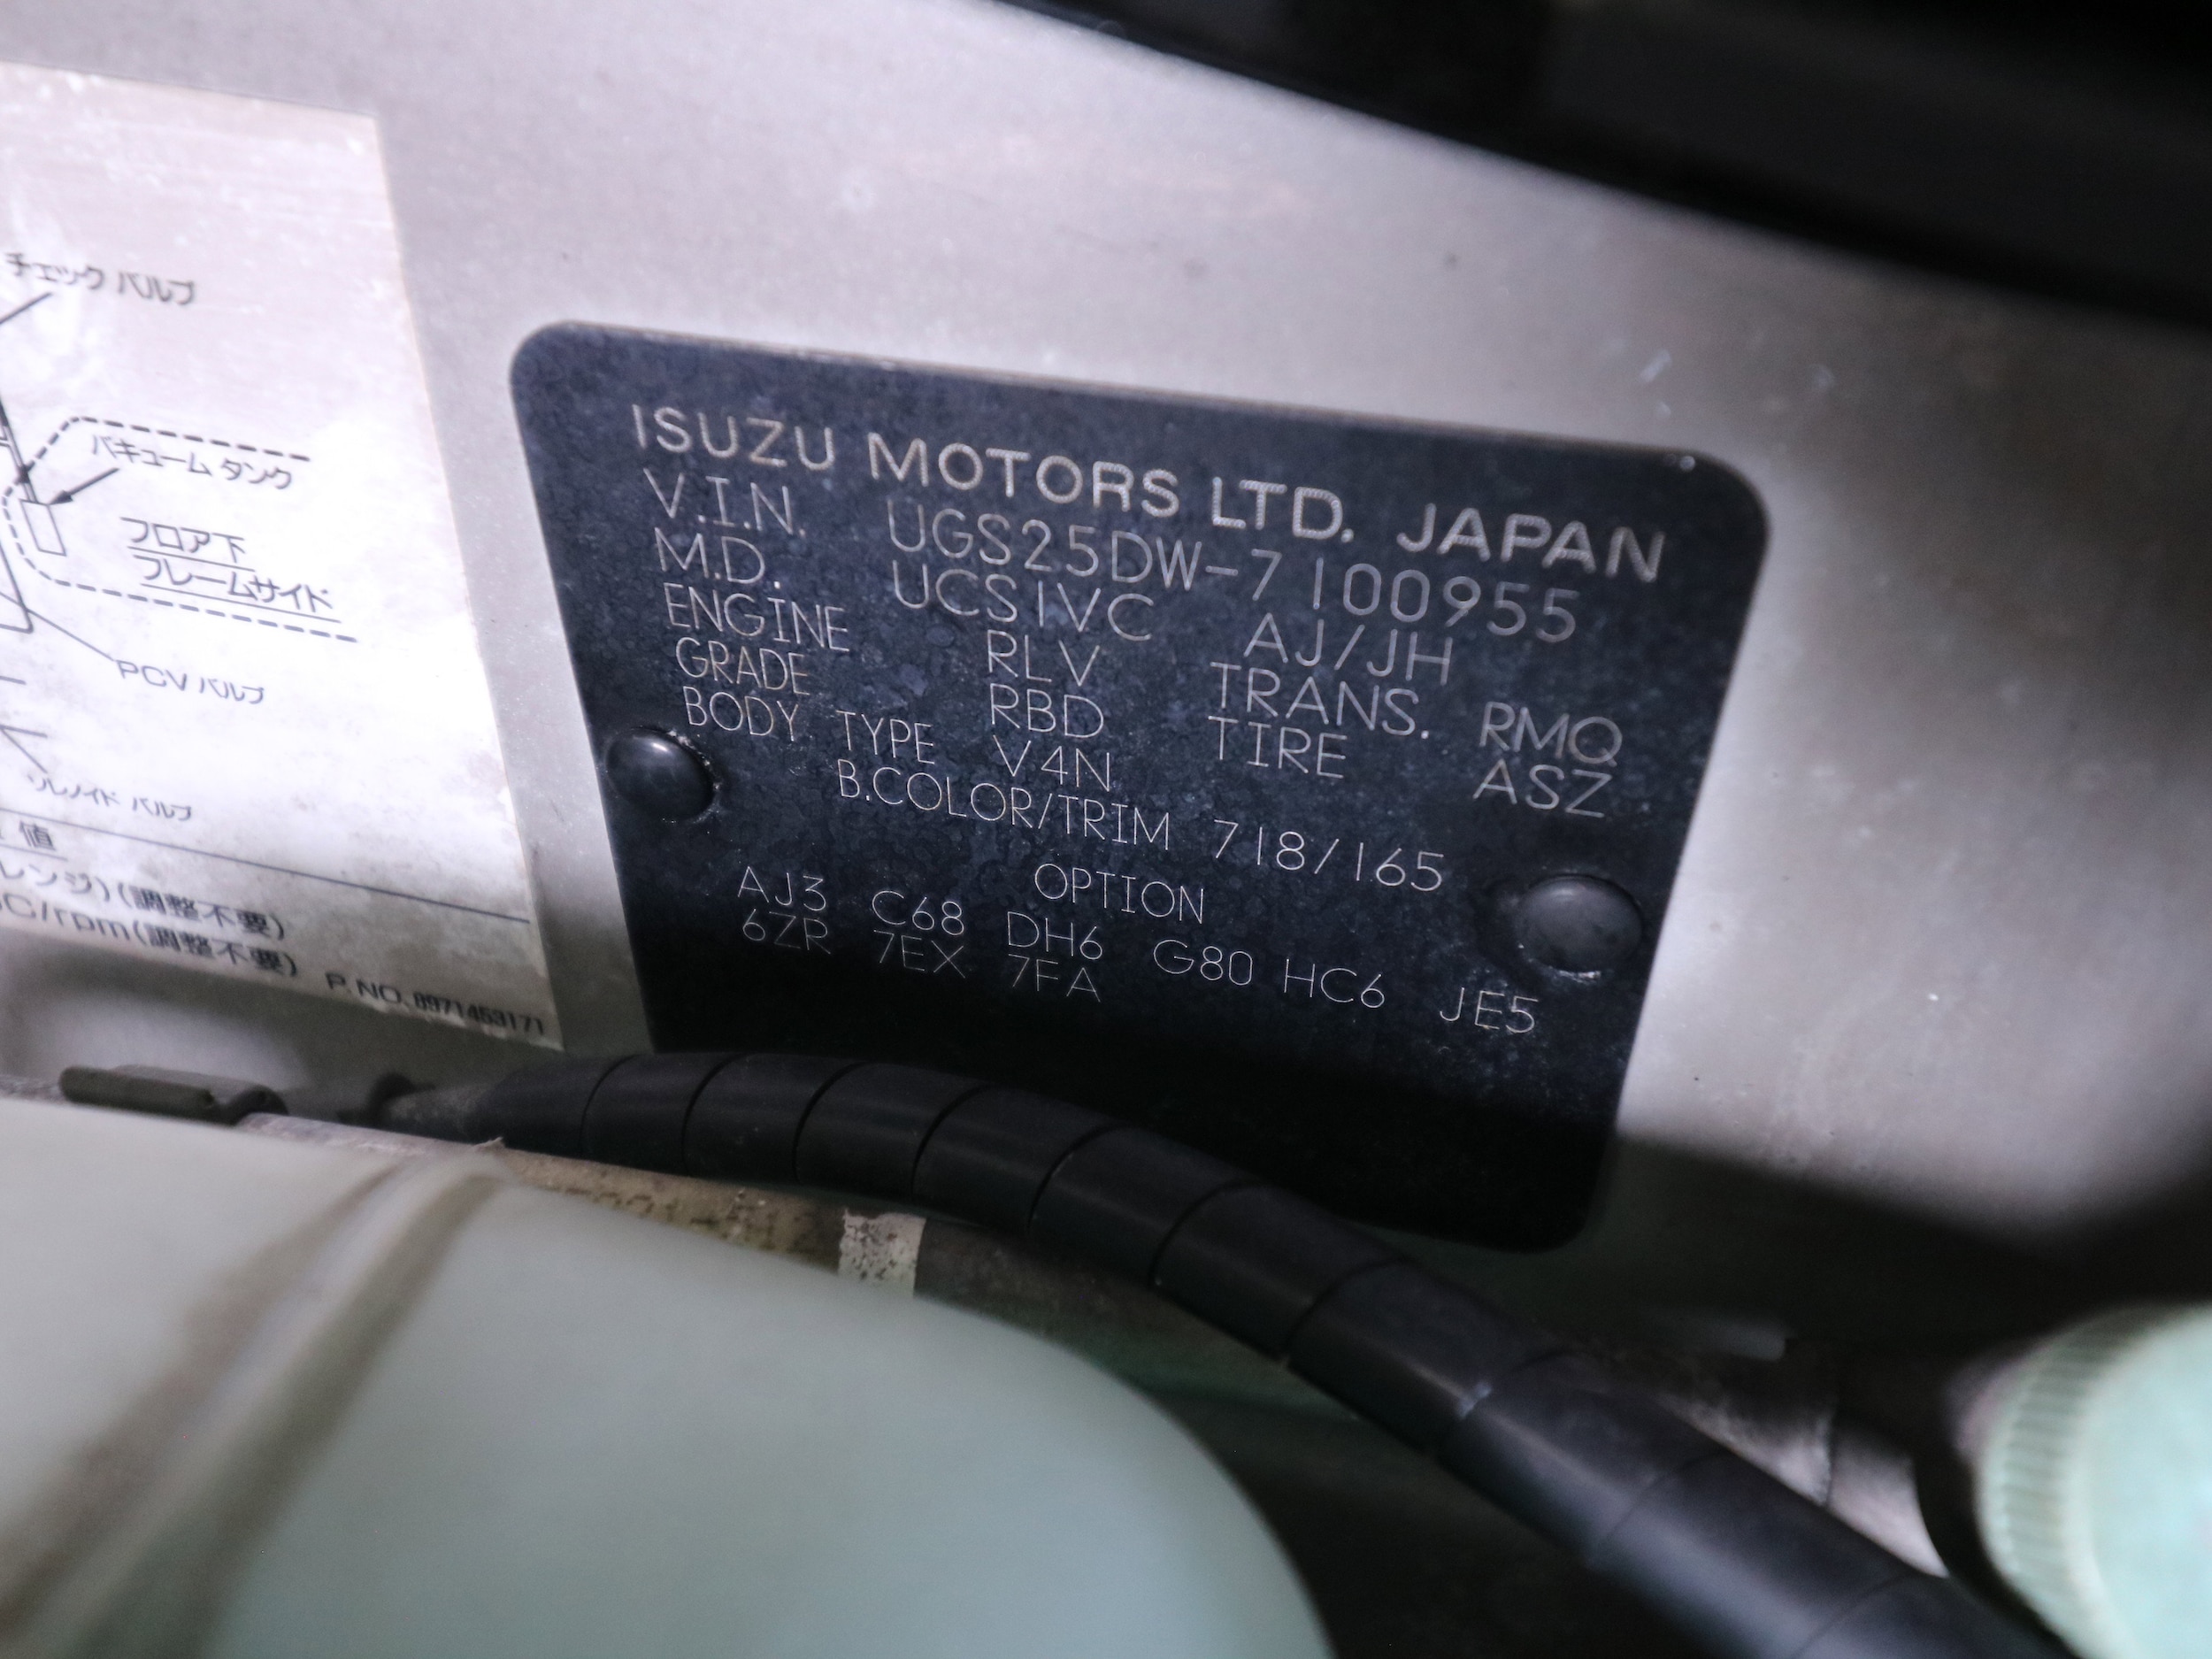 チェック バルブ
バキューム タンク
フロア下
フレームサイド
PCV バルブ
ソレノイド バルブ
値
レンジ)(調整不要)
C/rpm(調整不要)
P.NO. 8971453171
ISUZU MOTORS LTD. JAPAN
V.I.N. UGS25DW-7100955
M.D. UCS1VC AJ/JH
ENGINE RLV TRANS. RMQ
GRADE RBD TIRE ASZ
BODY TYPE V4N
B.COLOR/TRIM 718/165
OPTION
AJ3 C68 DH6 G80 HC6 JE5
6ZR 7EX 7FA